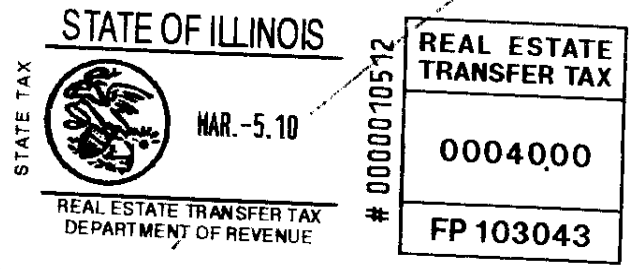 STATE OF ILLINOIS
STATE TAX
MAR.-5.10
REAL ESTATE TRANSFER TAX
DEPARTMENT OF REVENUE
# 0000010512
REAL ESTATE
TRANSFER TAX
0004000
FP 103043